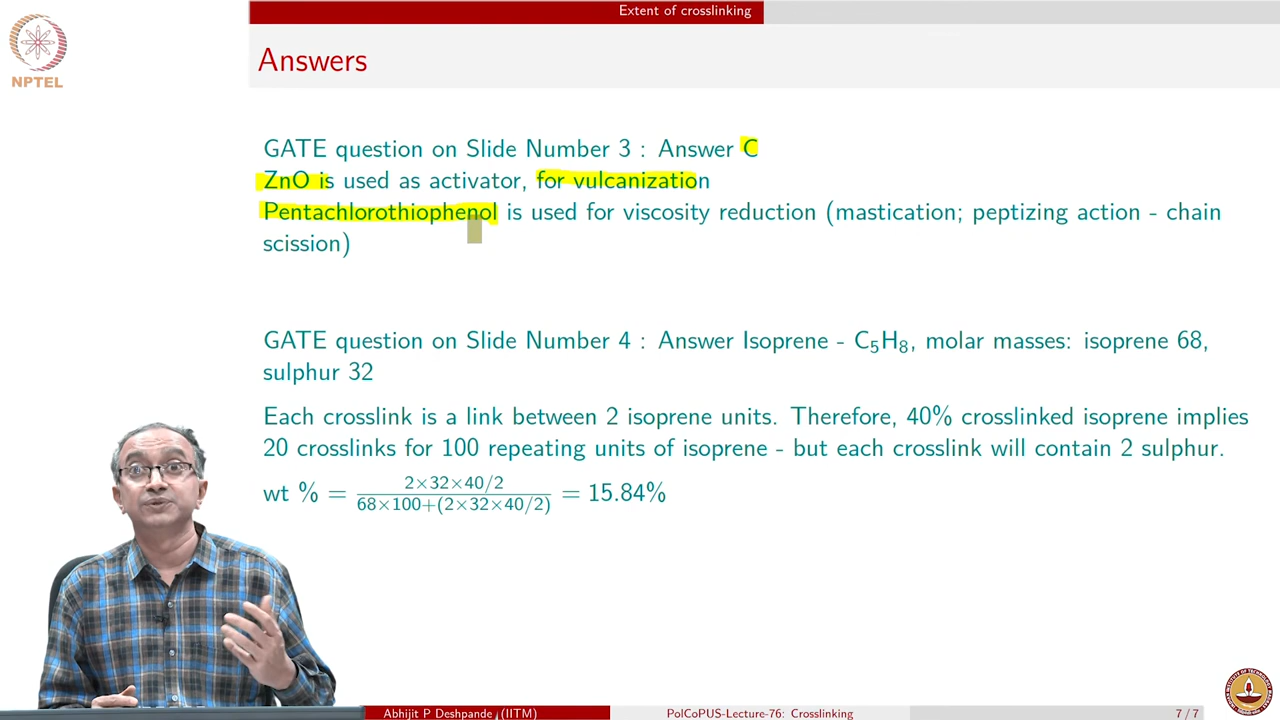 Extent of crosslinking
NPTEL
Answers
GATE question on Slide Number 3 : Answer C
ZnO is used as activator, for vulcanization
Pentachlorothiophenol is used for viscosity reduction (mastication; peptizing action - chain
scission)
GATE question on Slide Number 4 : Answer Isoprene - C₅H₈, molar masses: isoprene 68,
sulphur 32
Each crosslink is a link between 2 isoprene units. Therefore, 40% crosslinked isoprene implies
20 crosslinks for 100 repeating units of isoprene - but each crosslink will contain 2 sulphur.
wt % = 2×32×40/2 / 68×100+(2×32×40/2) = 15.84%
Abhijit P Deshpande (IITM)
PolCoPUS-Lecture-76: Crosslinking
7 / 7